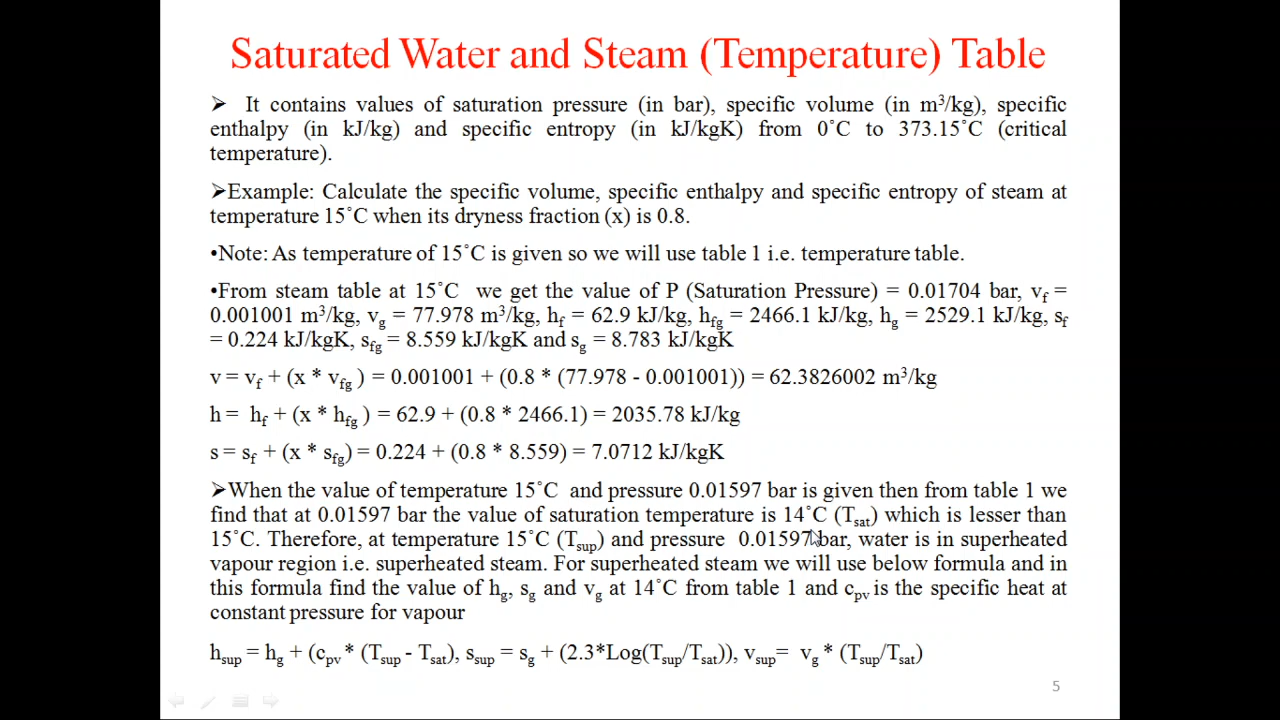 Saturated Water and Steam (Temperature) Table
➢ It contains values of saturation pressure (in bar), specific volume (in m³/kg), specific
enthalpy (in kJ/kg) and specific entropy (in kJ/kgK) from 0˚C to 373.15˚C (critical
temperature).
➢Example: Calculate the specific volume, specific enthalpy and specific entropy of steam at
temperature 15˚C when its dryness fraction (x) is 0.8.
•Note: As temperature of 15˚C is given so we will use table 1 i.e. temperature table.
•From steam table at 15˚C we get the value of P (Saturation Pressure) = 0.01704 bar, vf =
0.001001 m³/kg, vg = 77.978 m³/kg, hf = 62.9 kJ/kg, hfg = 2466.1 kJ/kg, hg = 2529.1 kJ/kg, sf
= 0.224 kJ/kgK, sfg = 8.559 kJ/kgK and sg = 8.783 kJ/kgK
v = vf + (x * vfg ) = 0.001001 + (0.8 * (77.978 - 0.001001)) = 62.3826002 m³/kg
h = hf + (x * hfg ) = 62.9 + (0.8 * 2466.1) = 2035.78 kJ/kg
s = sf + (x * sfg) = 0.224 + (0.8 * 8.559) = 7.0712 kJ/kgK
➢When the value of temperature 15˚C and pressure 0.01597 bar is given then from table 1 we
find that at 0.01597 bar the value of saturation temperature is 14˚C (Tsat) which is lesser than
15˚C. Therefore, at temperature 15˚C (Tsup) and pressure 0.01597 bar, water is in superheated
vapour region i.e. superheated steam. For superheated steam we will use below formula and in
this formula find the value of hg, sg and vg at 14˚C from table 1 and cpv is the specific heat at
constant pressure for vapour
hsup = hg + (cpv * (Tsup - Tsat), ssup = sg + (2.3*Log(Tsup/Tsat)), vsup= vg * (Tsup/Tsat)
5